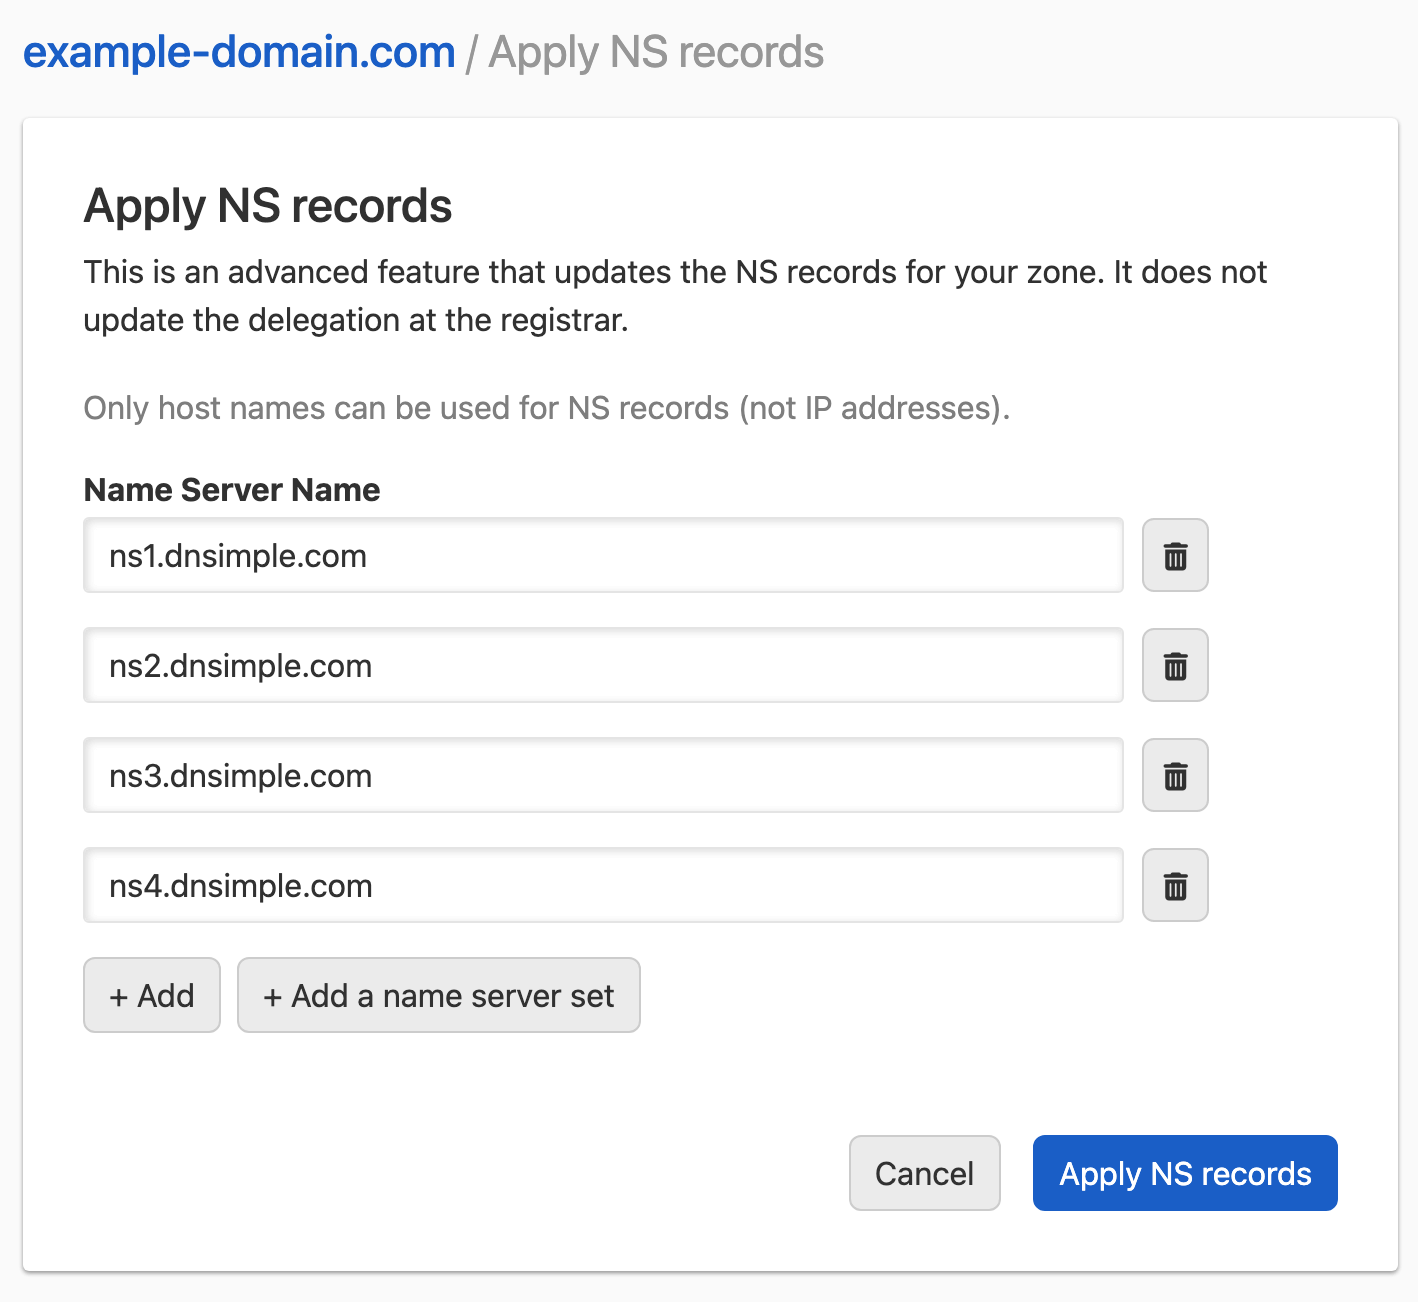 example-domain.com / Apply NS records
Apply NS records
This is an advanced feature that updates the NS records for your zone. It does not
update the delegation at the registrar.
Only host names can be used for NS records (not IP addresses).
Name Server Name
ns1.dnsimple.com
ns2.dnsimple.com
ns3.dnsimple.com
ns4.dnsimple.com
+ Add + Add a name server set
Cancel Apply NS records